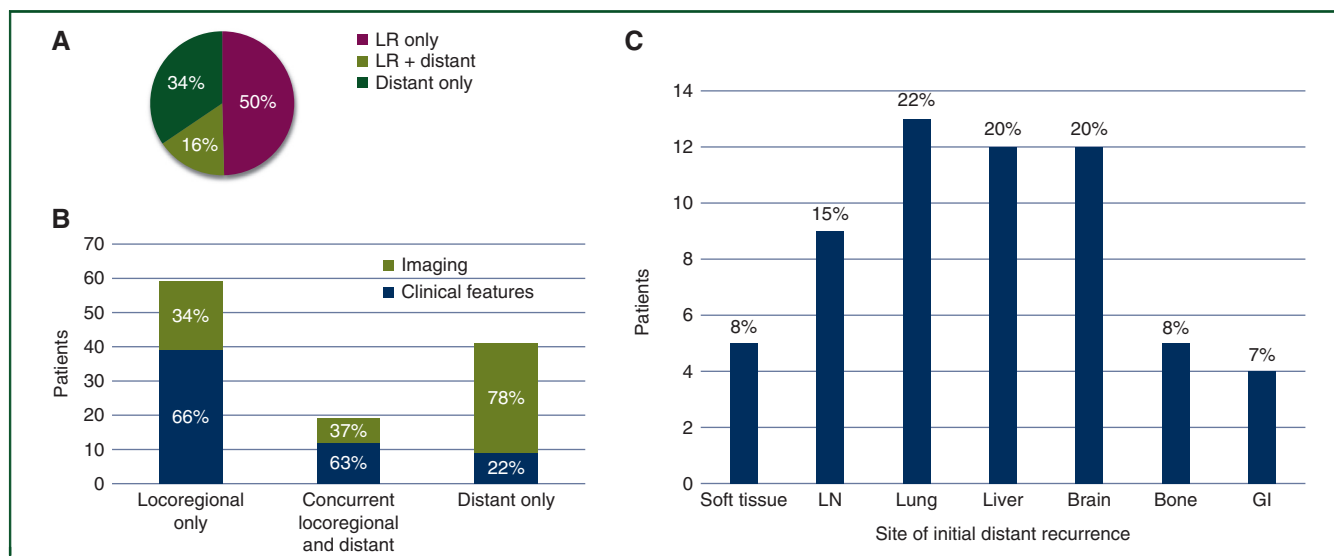 A
LR only
LR + distant
Distant only
34%
50%
16%
B
70
60
50
40
30
20
10
0
Patients
Imaging
Clinical features
34%
66%
37%
63%
78%
22%
Locoregional
only
Concurrent
locoregional
and distant
Distant only
C
14
12
10
8
6
4
2
0
Patients
8%
15%
22%
20%
20%
8%
7%
Soft tissue
LN
Lung
Liver
Brain
Bone
GI
Site of initial distant recurrence